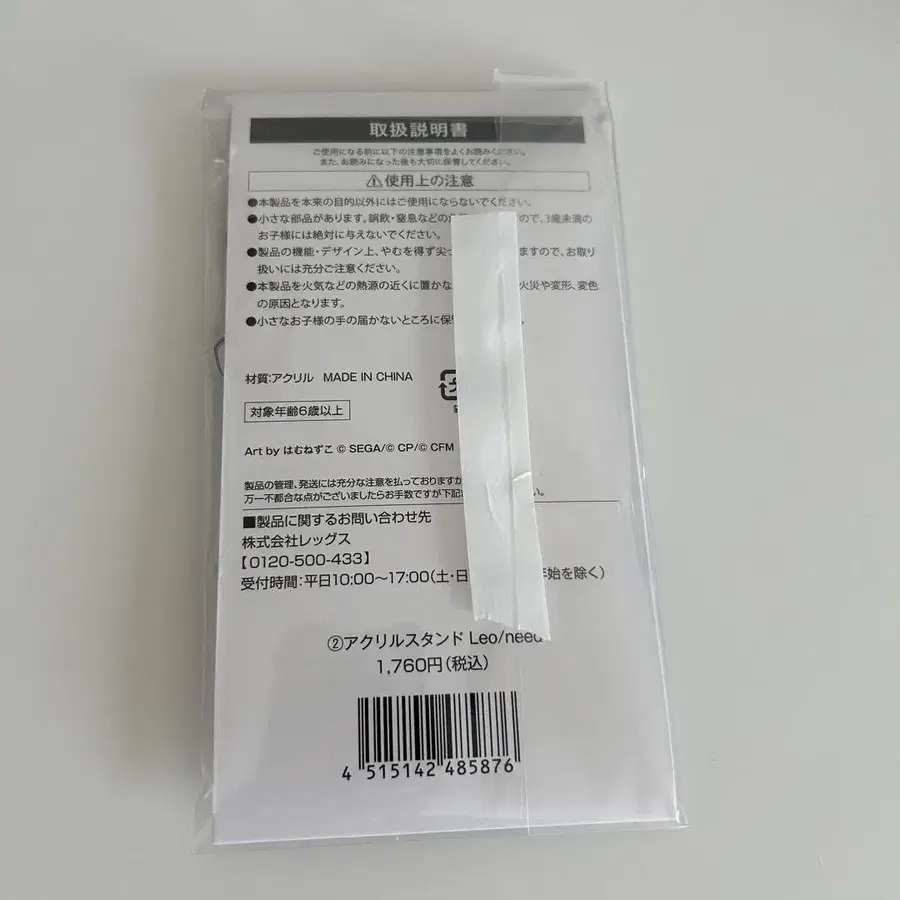 取扱説明書
ご使用になる前に以下の注意事項をよくお読みください。
また、お読みになった後も大切に保管してください。
⚠使用上の注意
●本製品を本来の目的以外にはご使用にならないでください。
●小さな部品があります。誤飲・窒息などの ので、3歳未満の
お子様には絶対に与えないでください。
●製品の機能・デザイン上、やむを得ず尖っ ますので、お取り
扱いには充分ご注意ください。
●本製品を火気などの熱源の近くに置かな 火災や変形、変色
の原因となります。
●小さなお子様の手の届かないところに保
材質:アクリル MADE IN CHINA
対象年齢6歳以上
Art by はむねずこ © SEGA/© CP/© CFM
製品の管理、発送には充分な注意を払っておりますが
万一不都合な点がございましたらお手数ですが下記 い。
■製品に関するお問い合わせ先
株式会社レッグス
【0120-500-433】
受付時間:平日10:00～17:00(土・日 年始を除く)
②アクリルスタンド Leo/need
1,760円(税込)
4 515142 485876